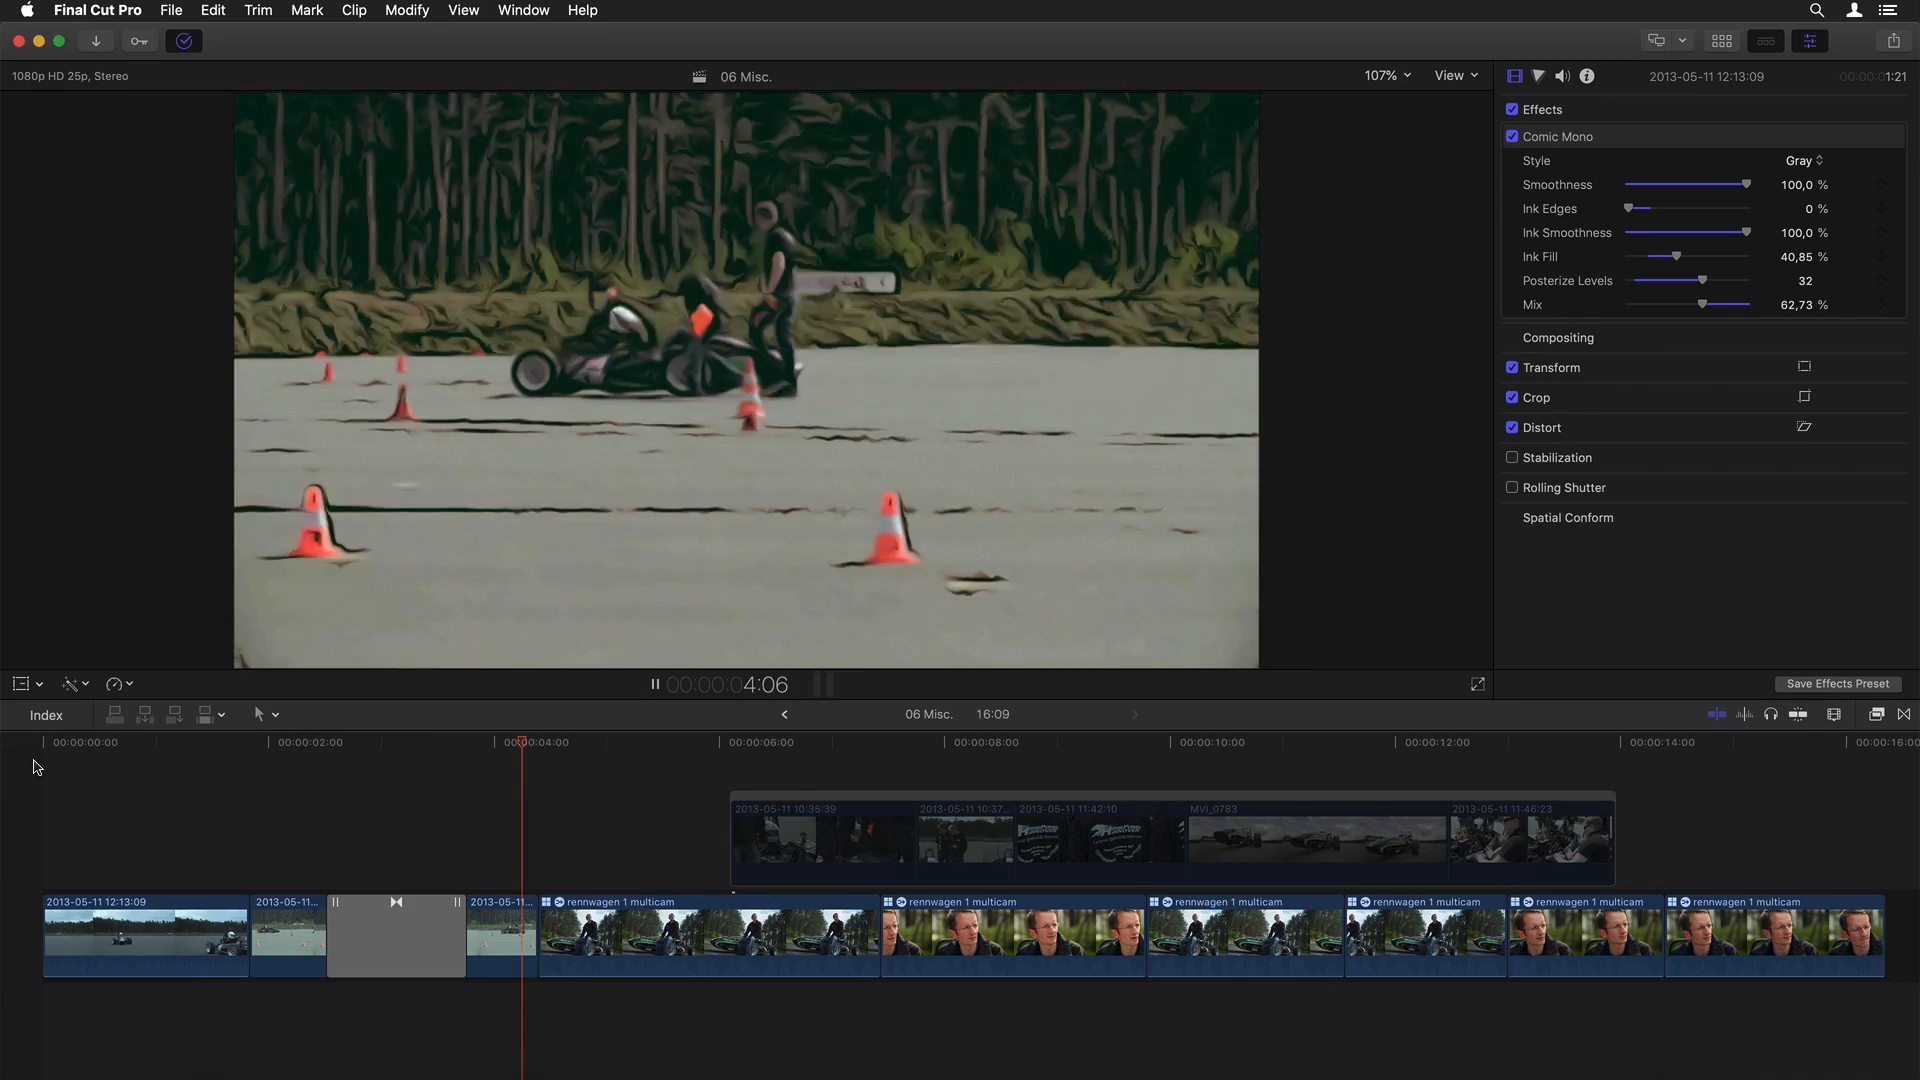 Final Cut Pro File Edit Trim Mark Clip Modify View Window Help
1080p HD 25p, Stereo
06 Misc.
107% View
2013-05-11 12:13:09
00:00:01:21
Effects
Comic Mono
Style Gray
Smoothness 100,0 %
Ink Edges 0 %
Ink Smoothness 100,0 %
Ink Fill 40,85 %
Posterize Levels 32
Mix 62,73 %
Compositing
Transform
Crop
Distort
Stabilization
Rolling Shutter
Spatial Conform
00:00:04:06
Save Effects Preset
Index
06 Misc. 16:09
00:00:00:00 00:00:02:00 00:00:04:00 00:00:06:00 00:00:08:00 00:00:10:00 00:00:12:00 00:00:14:00 00:00:16:00
2013-05-11 10:35:39 2013-05-11 10:37... 2013-05-11 11:42:10 MVI_0783 2013-05-11 11:46:23
2013-05-11 12:13:09 2013-05-11... 2013-05-11... rennwagen 1 multicam rennwagen 1 multicam rennwagen 1 multicam rennwagen 1 multicam rennwagen 1 multicam rennwagen 1 multicam